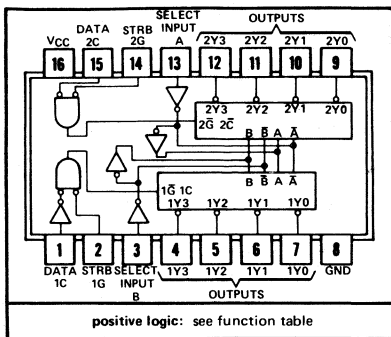 SELECT
DATA STRB INPUT OUTPUTS
VCC 2C 2G A 2Y3 2Y2 2Y1 2Y0
16 15 14 13 12 11 10 9
2Y3 2Y2 2Y1 2Y0
2G̅ 2C̅
B B̅ A A̅
B B̅ A A̅
1G̅ 1C
1Y3 1Y2 1Y1 1Y0
1 2 3 4 5 6 7 8
DATA STRB SELECT 1Y3 1Y2 1Y1 1Y0 GND
1C 1G INPUT OUTPUTS
B
positive logic: see function table